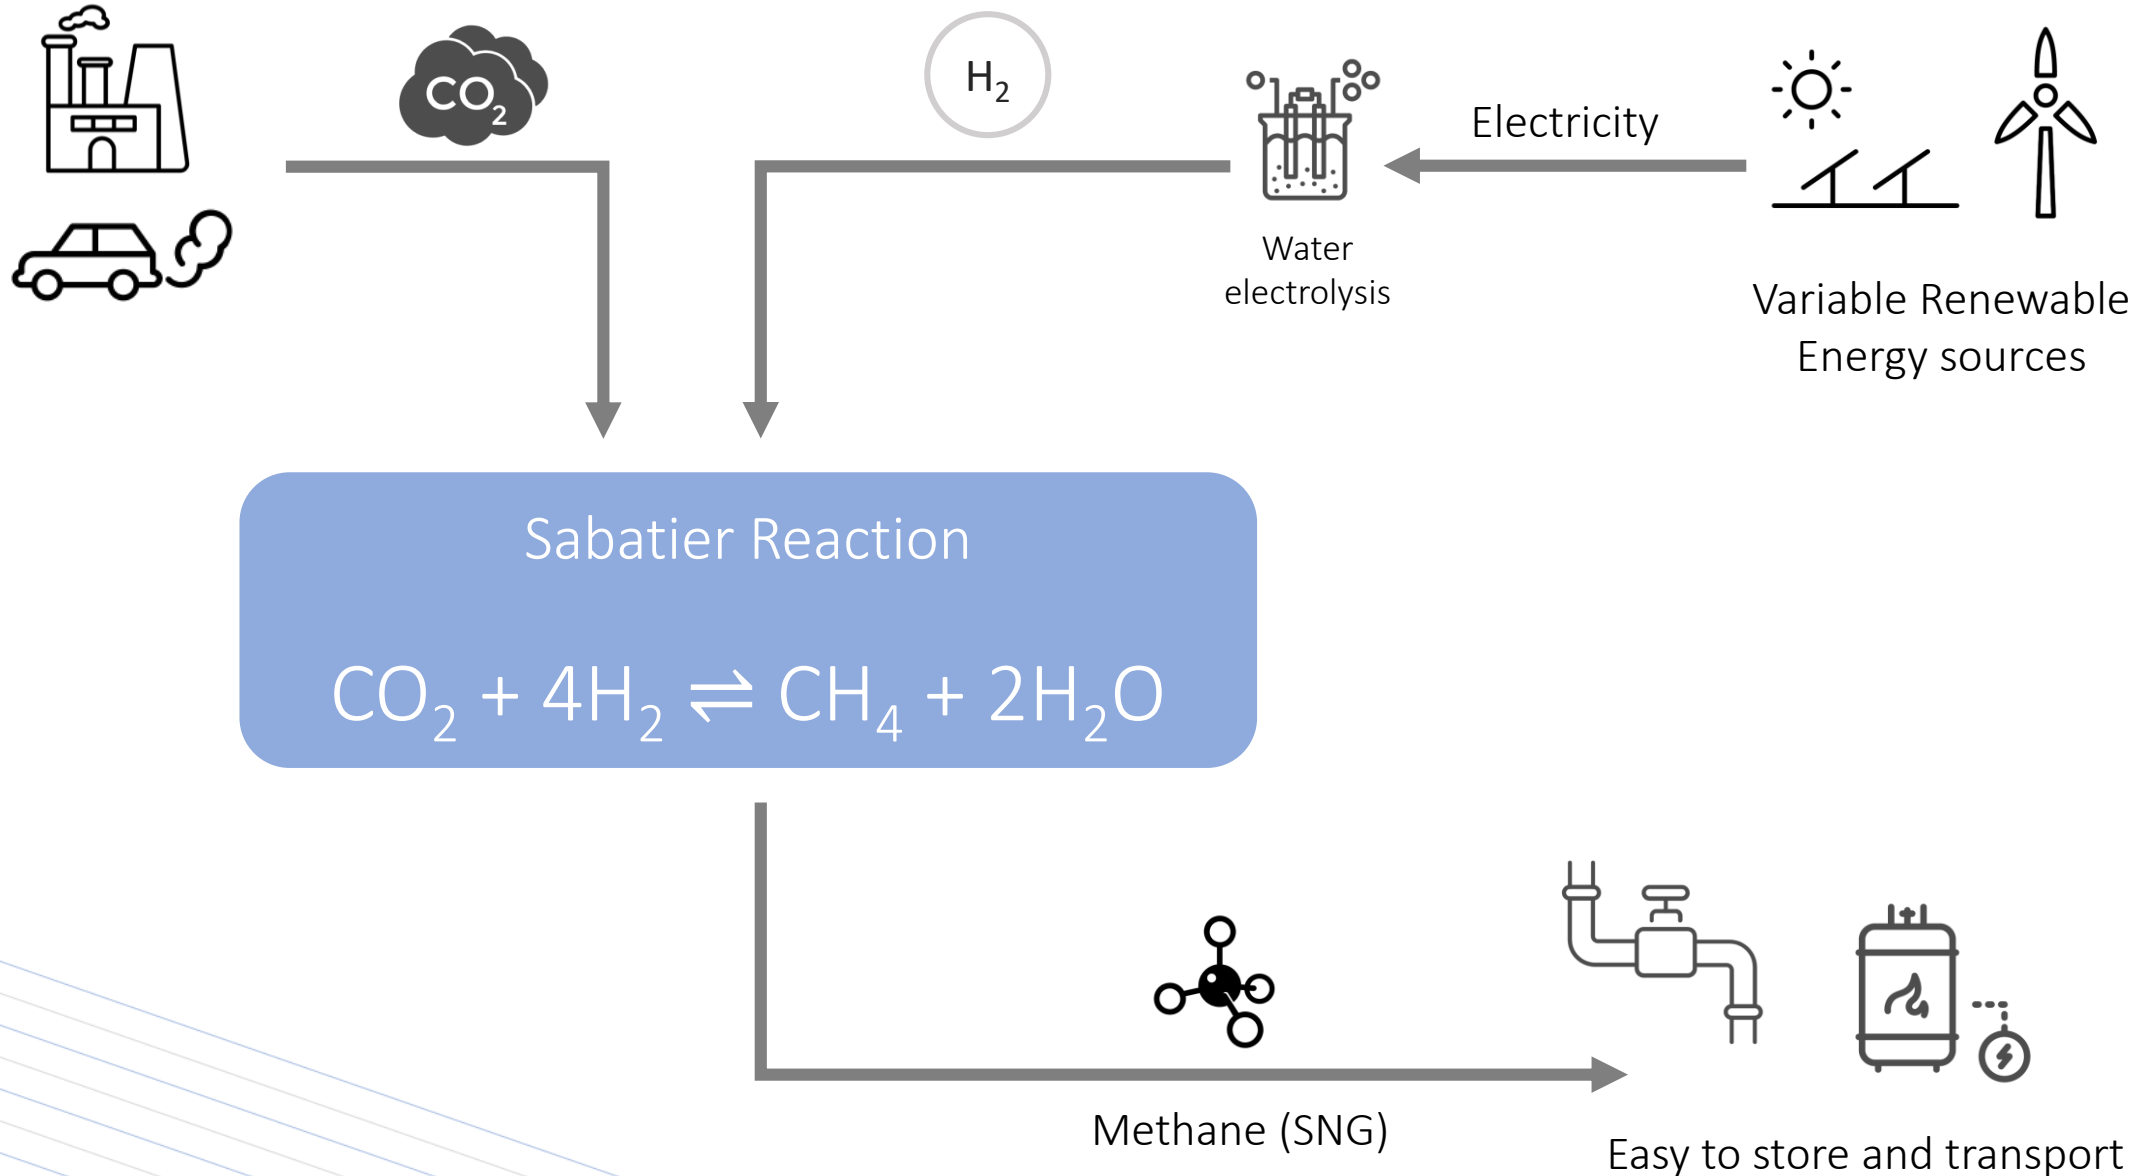 CO₂
H₂
Electricity
Water
electrolysis
Variable Renewable
Energy sources
Sabatier Reaction
CO₂ + 4H₂ ⇌ CH₄ + 2H₂O
Methane (SNG)
Easy to store and transport